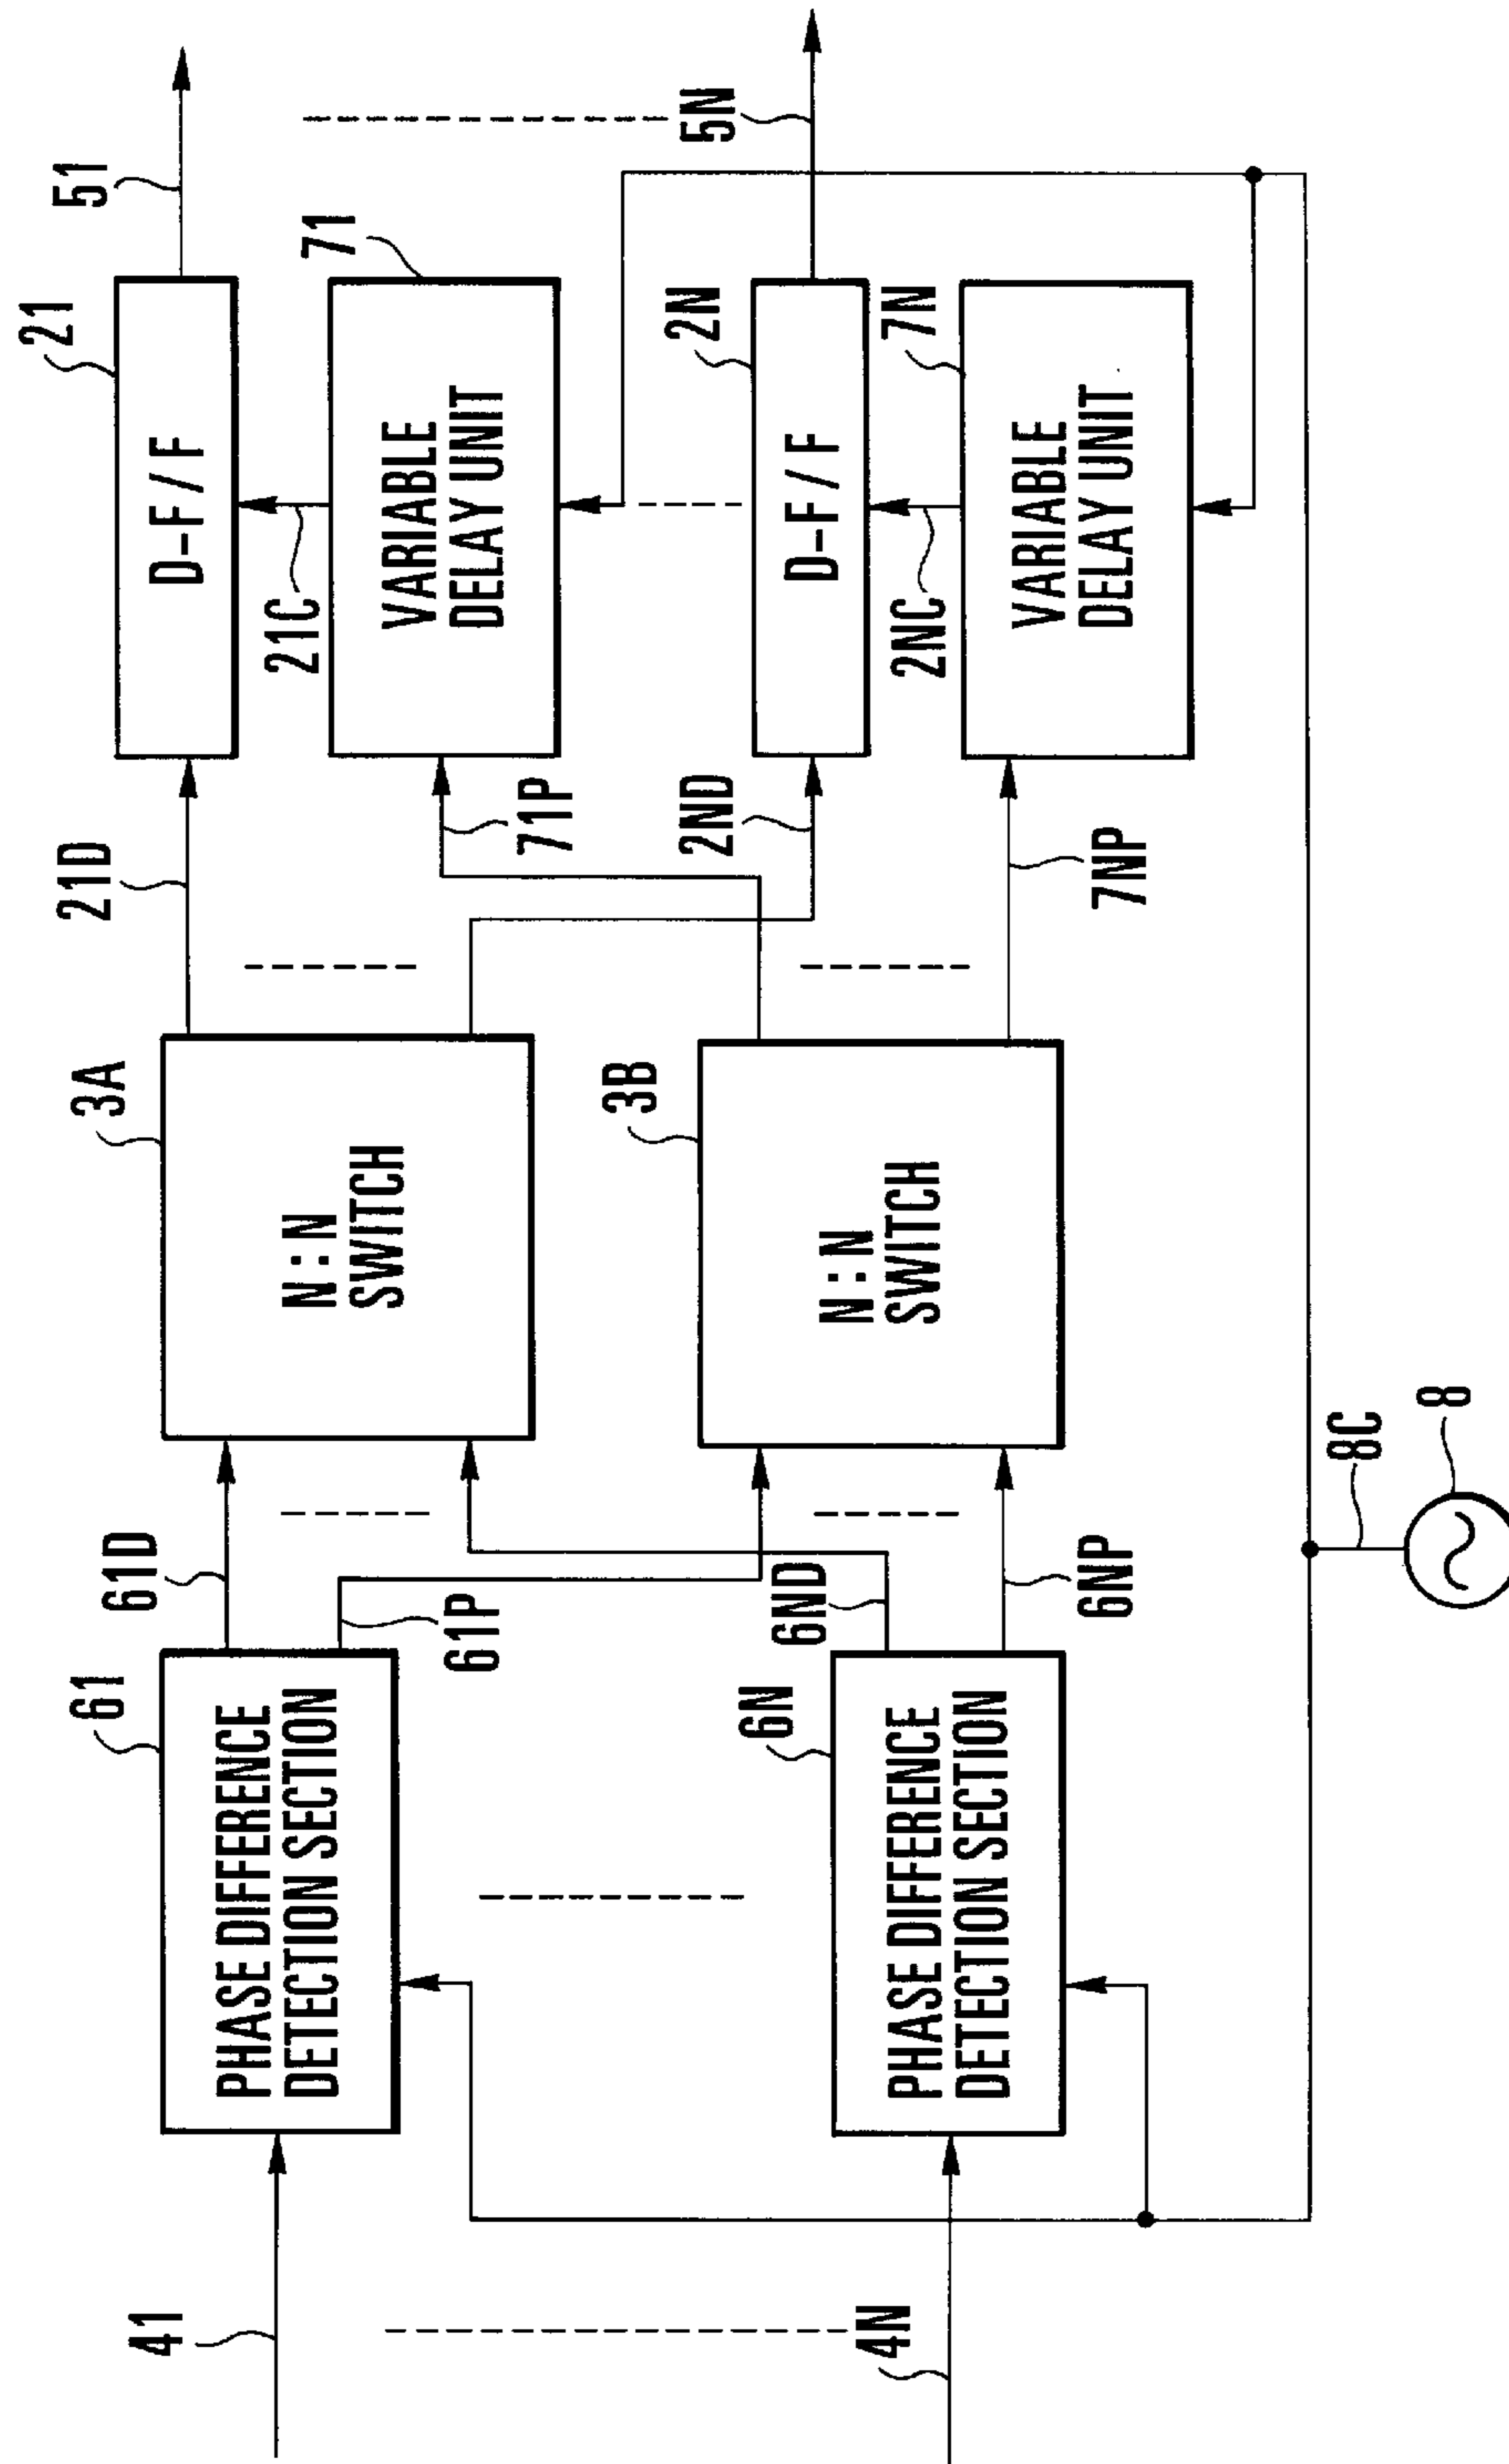 41
4N
61
PHASE DIFFERENCE
DETECTION SECTION
61D
61P
6N
PHASE DIFFERENCE
DETECTION SECTION
6ND
6NP
3A
N:N
SWITCH
3B
N:N
SWITCH
8C
8
21D
71P
2ND
7NP
21
D-F/F
21C
71
VARIABLE
DELAY UNIT
2N
D-F/F
2NC
7N
VARIABLE
DELAY UNIT
51
5N